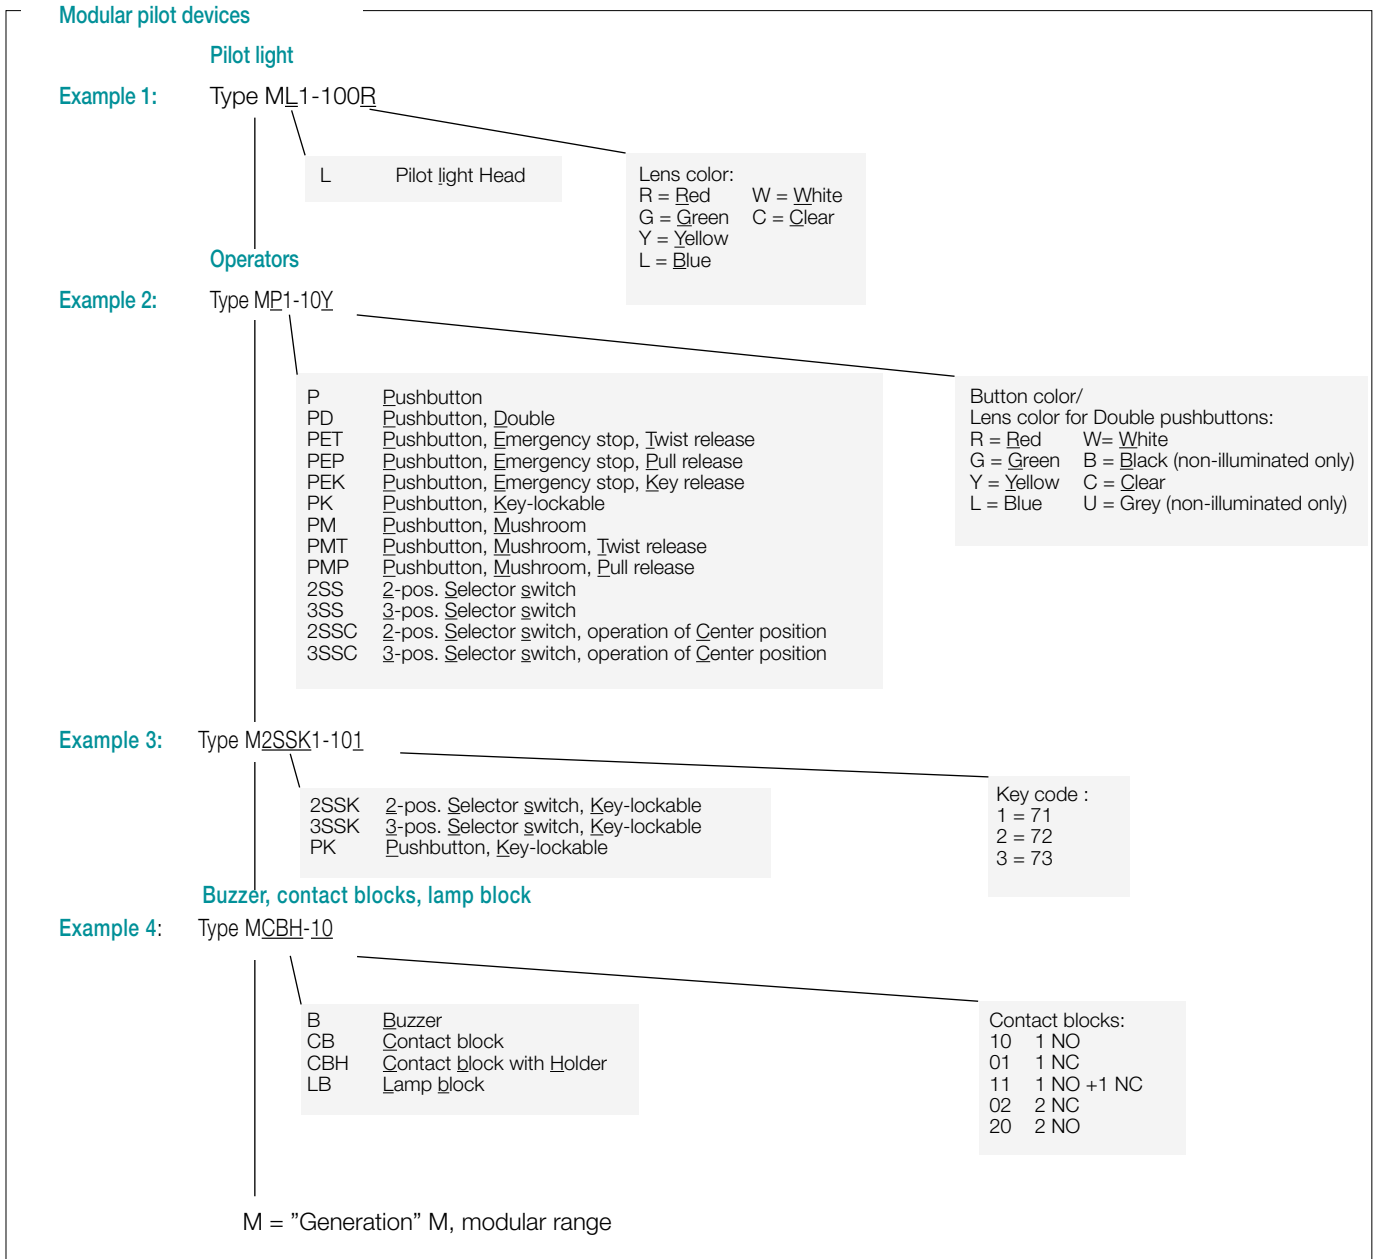 Modular pilot devices
Pilot light
Example 1: Type ML1-100R
L Pilot light Head
Lens color:
R = Red W = White
G = Green C = Clear
Y = Yellow
L = Blue
Operators
Example 2: Type MP1-10Y
P Pushbutton
PD Pushbutton, Double
PET Pushbutton, Emergency stop, Twist release
PEP Pushbutton, Emergency stop, Pull release
PEK Pushbutton, Emergency stop, Key release
PK Pushbutton, Key-lockable
PM Pushbutton, Mushroom
PMT Pushbutton, Mushroom, Twist release
PMP Pushbutton, Mushroom, Pull release
2SS 2-pos. Selector switch
3SS 3-pos. Selector switch
2SSC 2-pos. Selector switch, operation of Center position
3SSC 3-pos. Selector switch, operation of Center position
Button color/
Lens color for Double pushbuttons:
R = Red W= White
G = Green B = Black (non-illuminated only)
Y = Yellow C = Clear
L = Blue U = Grey (non-illuminated only)
Example 3: Type M2SSK1-101
2SSK 2-pos. Selector switch, Key-lockable
3SSK 3-pos. Selector switch, Key-lockable
PK Pushbutton, Key-lockable
Key code :
1 = 71
2 = 72
3 = 73
Buzzer, contact blocks, lamp block
Example 4: Type MCBH-10
B Buzzer
CB Contact block
CBH Contact block with Holder
LB Lamp block
Contact blocks:
10 1 NO
01 1 NC
11 1 NO +1 NC
02 2 NC
20 2 NO
M = ”Generation” M, modular range